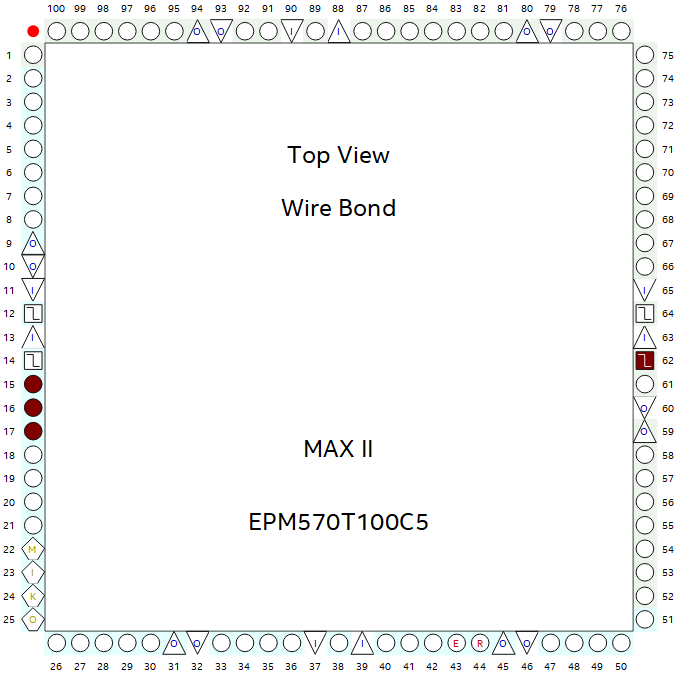 100 99 98 97 96 95 94 93 92 91 90 89 88 87 86 85 84 83 82 81 80 79 78 77 76
O O I I O O
1 75
2 74
3 73
4 72
5 71
Top View
6 70
7 69
Wire Bond
8 68
9 O 67
10 O 66
11 I I 65
12 64
13 I I 63
14 62
15 61
16 O 60
17 O 59
MAX II
18 58
19 57
20 56
EPM570T100C5
21 55
22 M 54
23 I 53
24 K 52
25 O 51
O O I I E R O O
26 27 28 29 30 31 32 33 34 35 36 37 38 39 40 41 42 43 44 45 46 47 48 49 50